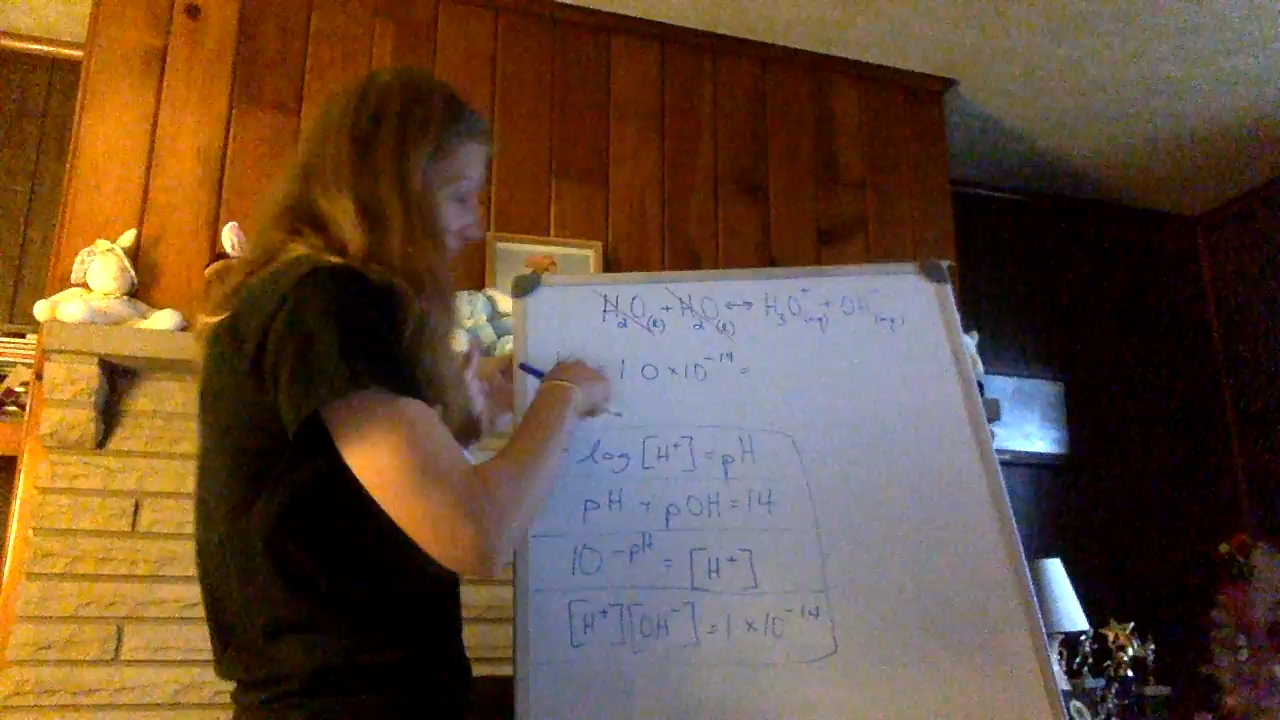 H₂O(l) + H₂O(l) ↔ H₃O⁺(aq) + OH⁻(aq)
1.0 × 10⁻¹⁴ =
- log [H⁺] = pH
pH + pOH = 14
10⁻ᵖᴴ = [H⁺]
[H⁺][OH⁻] = 1 × 10⁻¹⁴